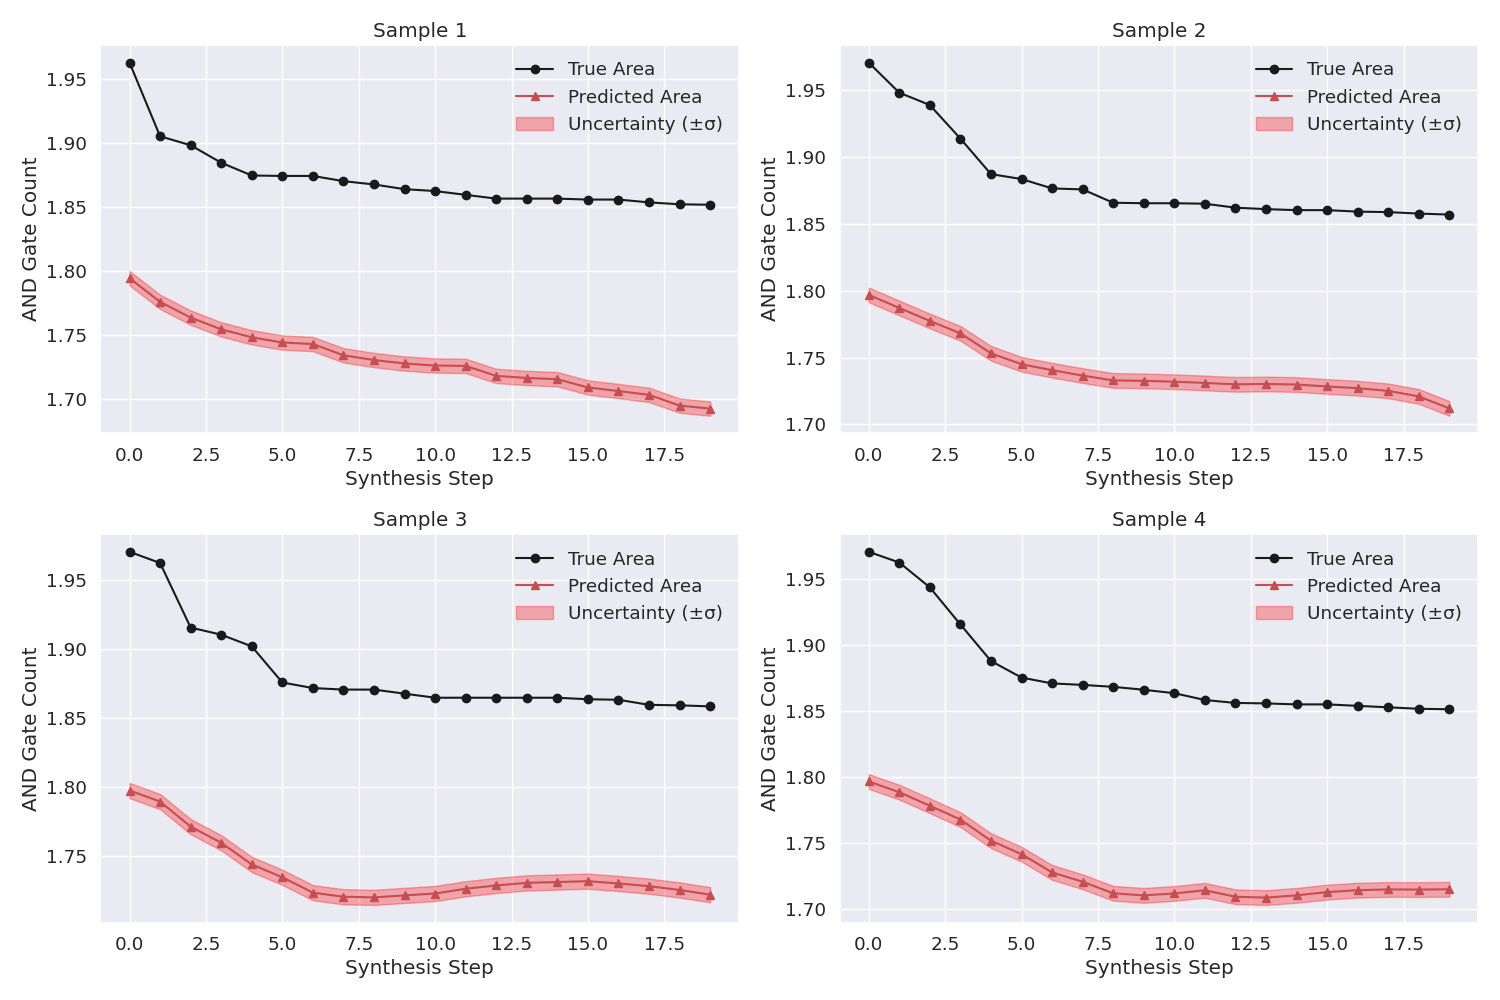 Sample 1
AND Gate Count
1.95
1.90
1.85
1.80
1.75
1.70
True Area
Predicted Area
Uncertainty (±σ)
0.0 2.5 5.0 7.5 10.0 12.5 15.0 17.5
Synthesis Step
Sample 2
AND Gate Count
1.95
1.90
1.85
1.80
1.75
1.70
True Area
Predicted Area
Uncertainty (±σ)
0.0 2.5 5.0 7.5 10.0 12.5 15.0 17.5
Synthesis Step
Sample 3
AND Gate Count
1.95
1.90
1.85
1.80
1.75
True Area
Predicted Area
Uncertainty (±σ)
0.0 2.5 5.0 7.5 10.0 12.5 15.0 17.5
Synthesis Step
Sample 4
AND Gate Count
1.95
1.90
1.85
1.80
1.75
1.70
True Area
Predicted Area
Uncertainty (±σ)
0.0 2.5 5.0 7.5 10.0 12.5 15.0 17.5
Synthesis Step